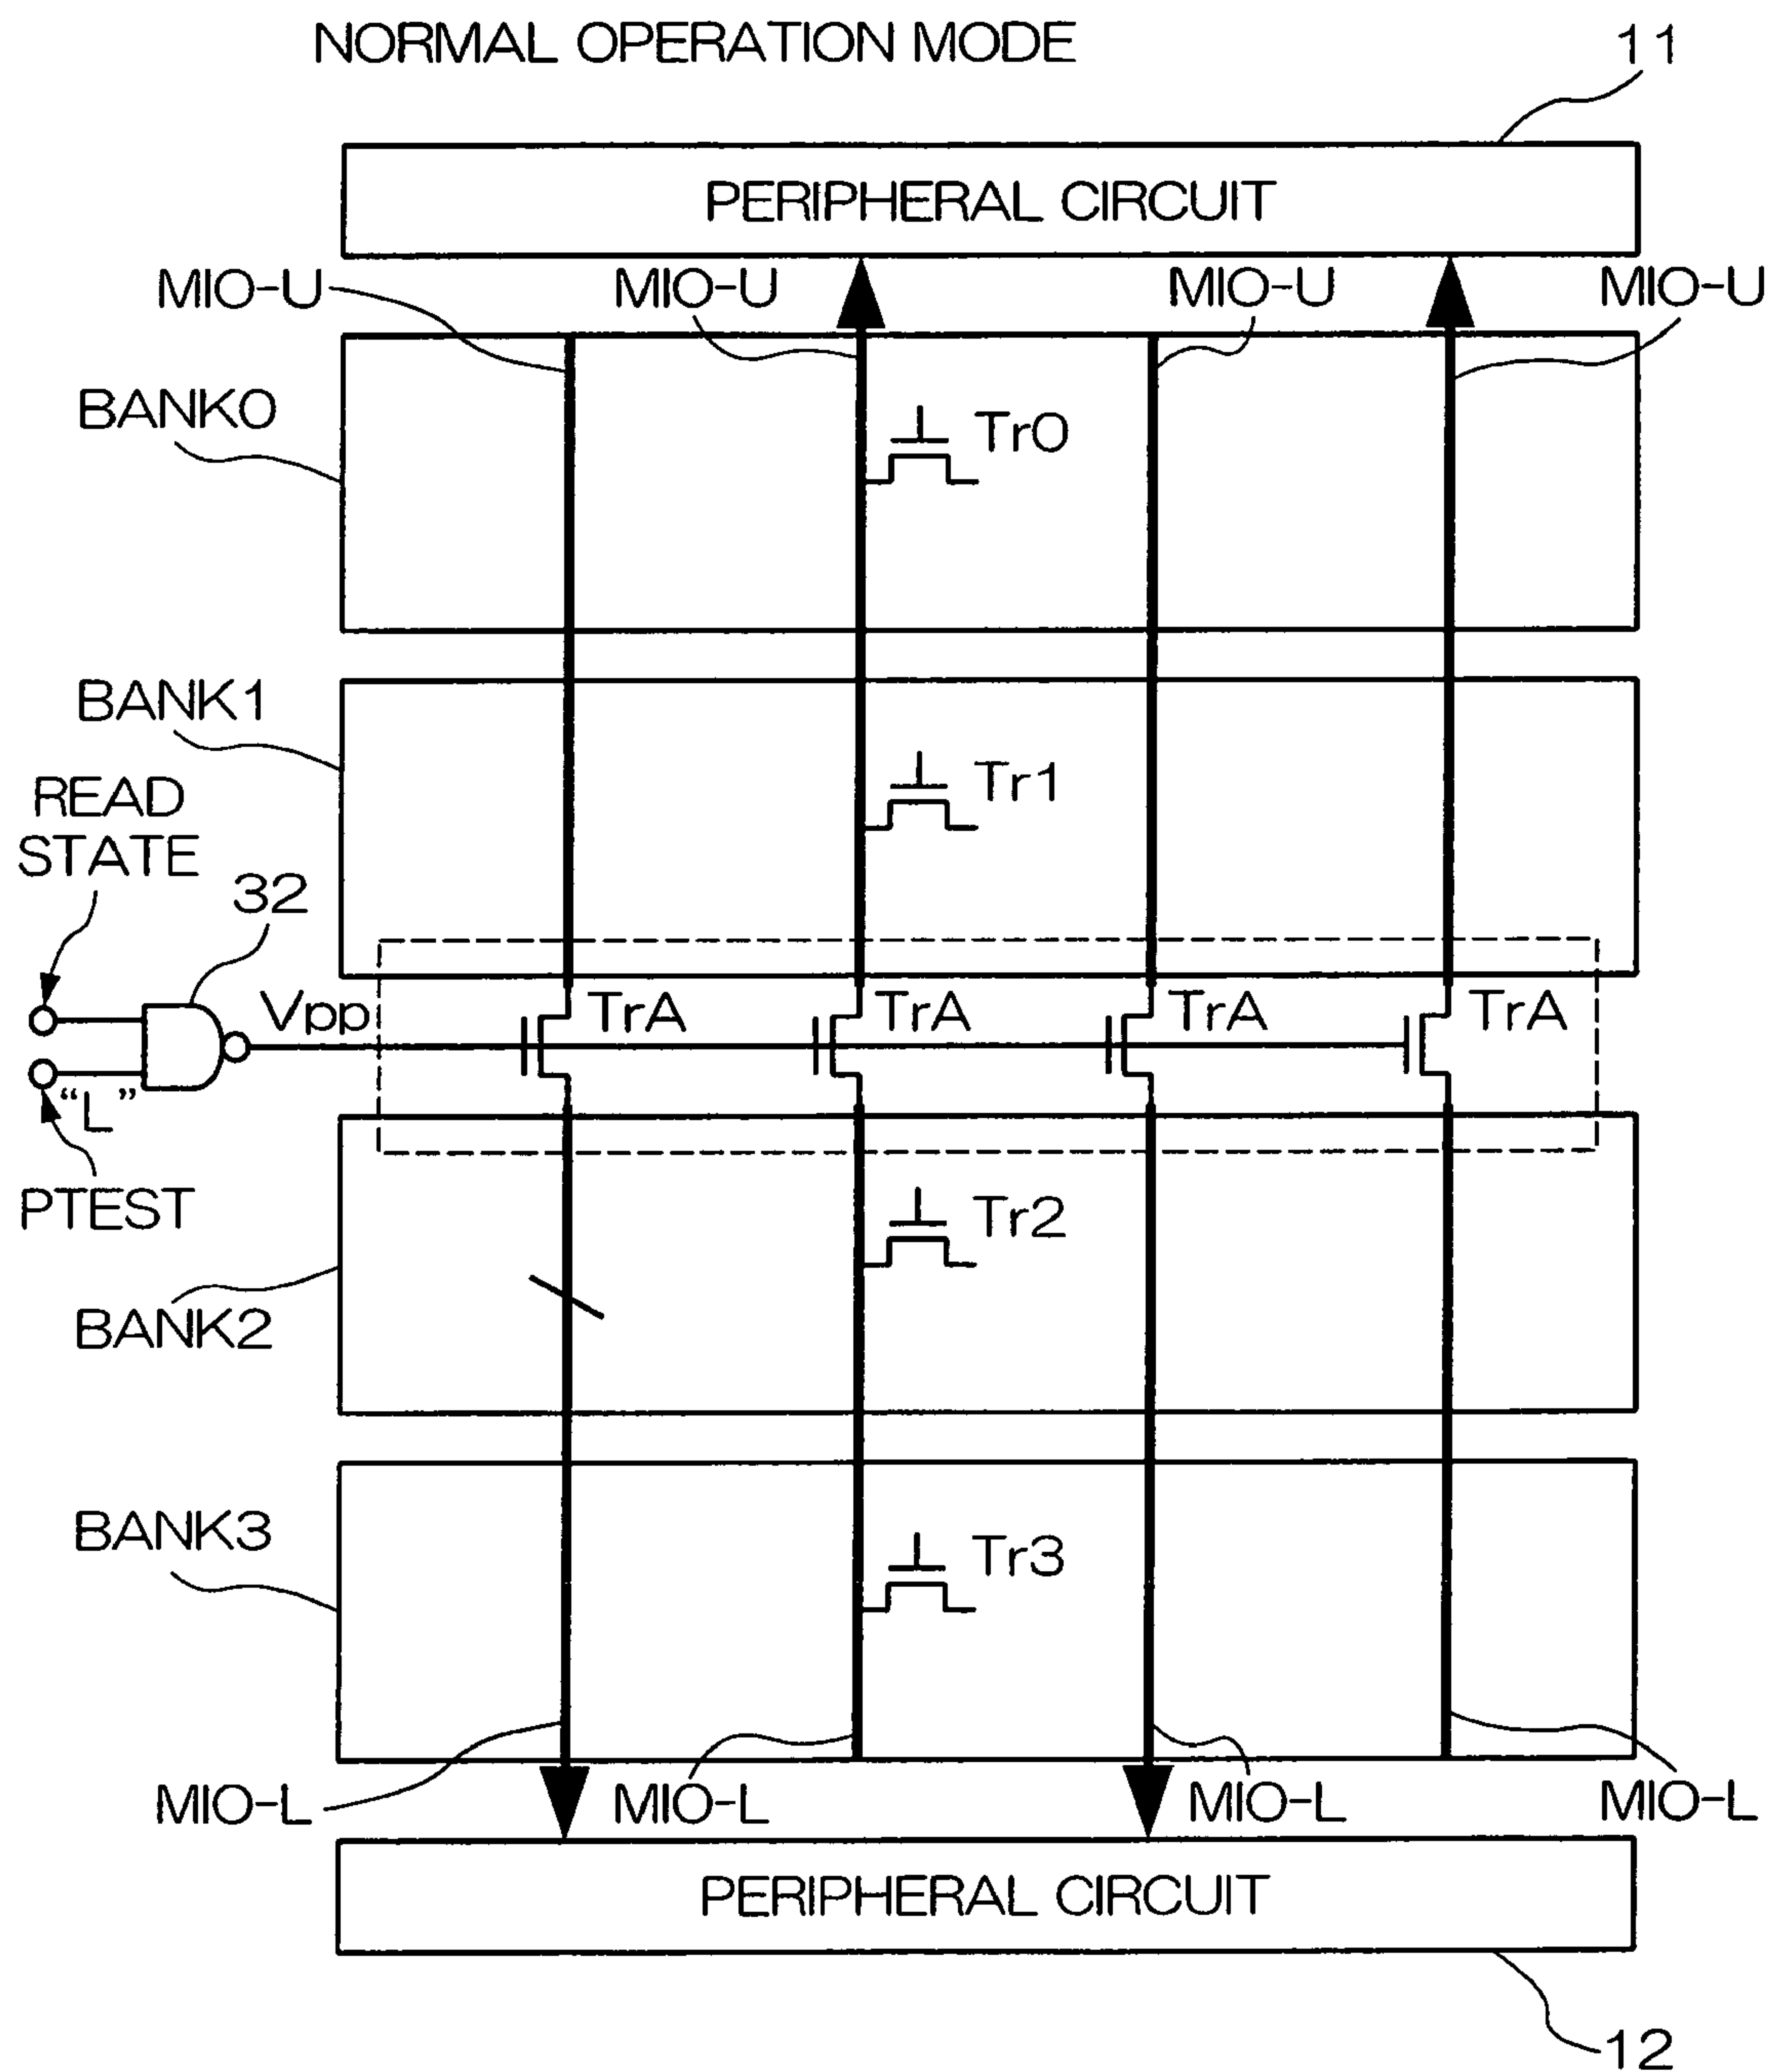 NORMAL OPERATION MODE
11
PERIPHERAL CIRCUIT
MIO-U MIO-U MIO-U MIO-U
BANK0
Tr0
BANK1
Tr1
READ
STATE
32
Vpp TrA TrA TrA TrA
“L”
PTEST
Tr2
BANK2
BANK3
Tr3
MIO-L MIO-L MIO-L MIO-L
PERIPHERAL CIRCUIT
12